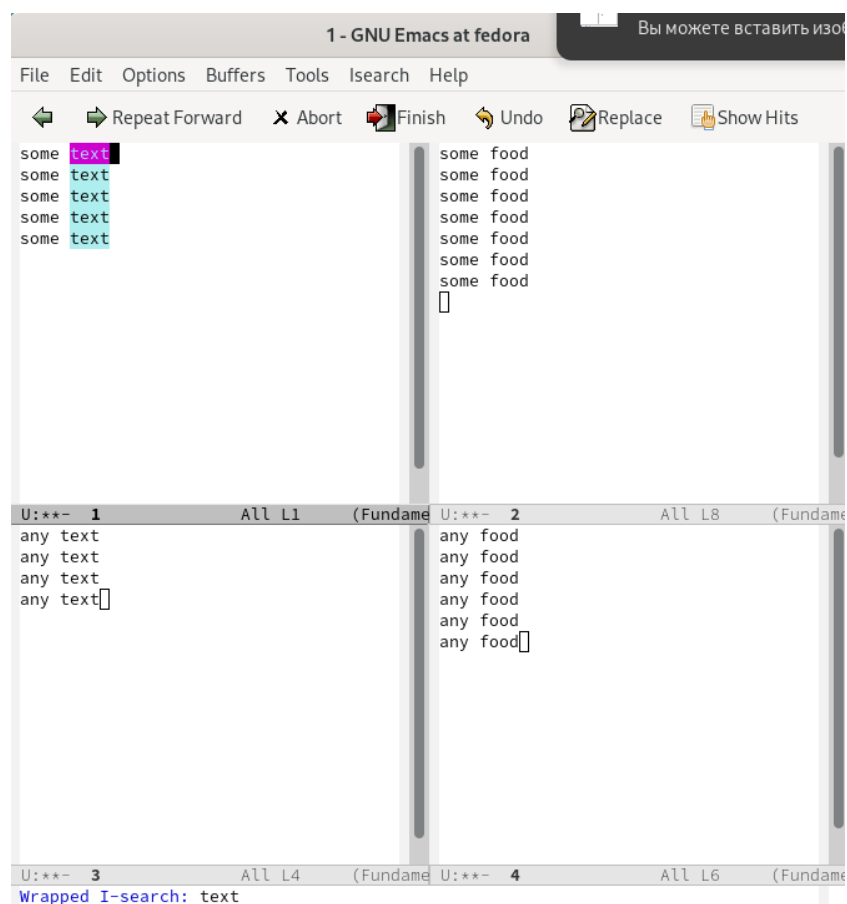 1 - GNU Emacs at fedora
Вы можете вставить
File Edit Options Buffers Tools Isearch Help
Repeat Forward Abort Finish Undo Replace Show Hits
some text
some text
some text
some text
some text
U:**- 1 All L1 (Fundame
some food
some food
some food
some food
some food
some food
some food
U:**- 2 All L8 (Fundame
any text
any text
any text
any text
U:**- 3 All L4 (Fundame
any food
any food
any food
any food
any food
any food
U:**- 4 All L6 (Fundame
Wrapped I-search: text